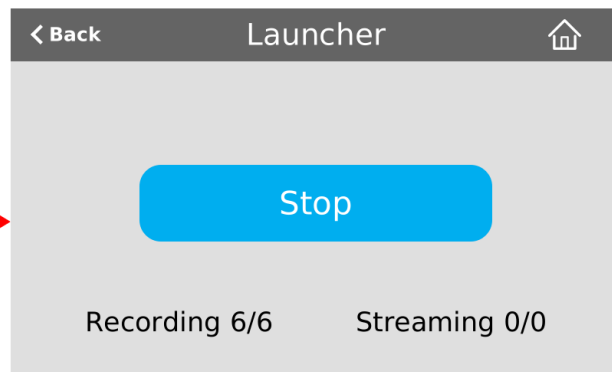 Back
Launcher
Stop
Recording 6/6
Streaming 0/0